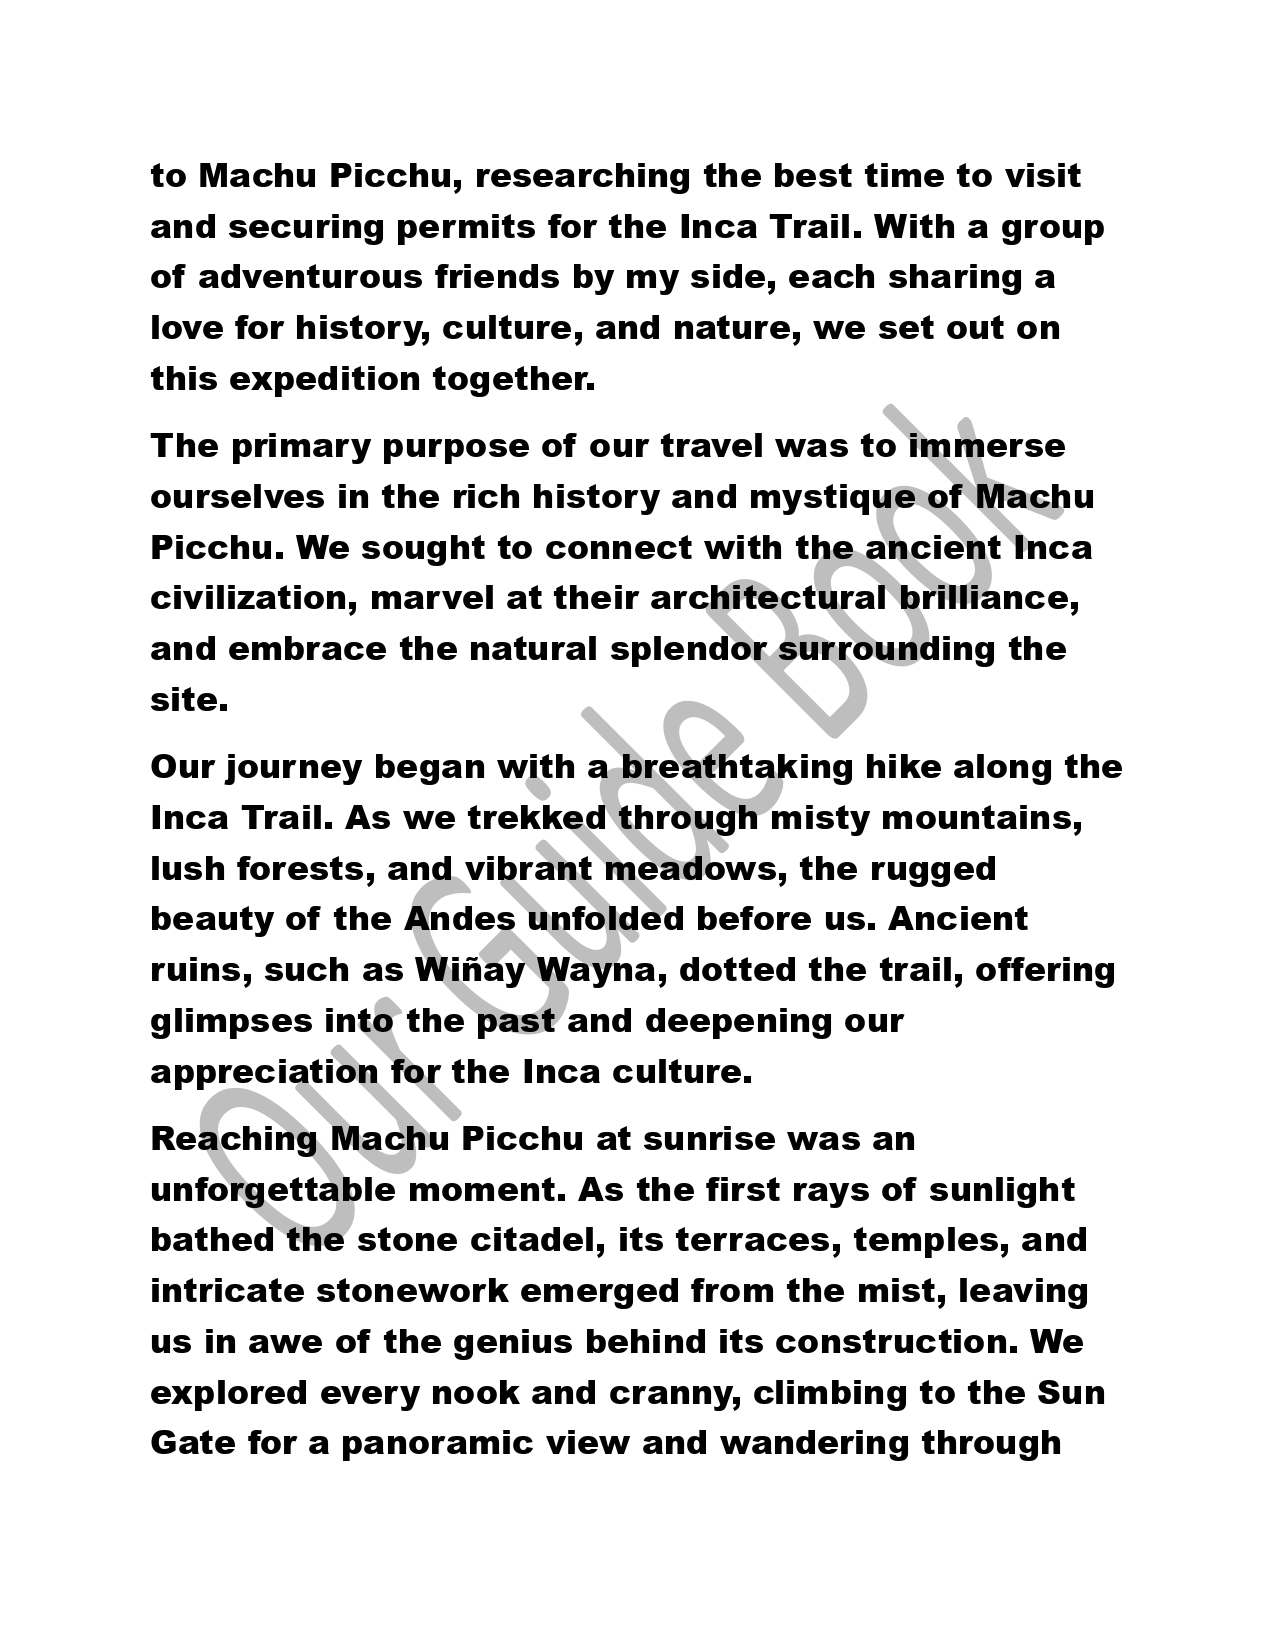 to Machu Picchu, researching the best time to visit
and securing permits for the Inca Trail. With a group
of adventurous friends by my side, each sharing a
love for history, culture, and nature, we set out on
this expedition together.
The primary purpose of our travel was to immerse
ourselves in the rich history and mystique of Machu
Picchu. We sought to connect with the ancient Inca
civilization, marvel at their architectural brilliance,
and embrace the natural splendor surrounding the
site.
Our journey began with a breathtaking hike along the
Inca Trail. As we trekked through misty mountains,
lush forests, and vibrant meadows, the rugged
beauty of the Andes unfolded before us. Ancient
ruins, such as Wiñay Wayna, dotted the trail, offering
glimpses into the past and deepening our
appreciation for the Inca culture.
Reaching Machu Picchu at sunrise was an
unforgettable moment. As the first rays of sunlight
bathed the stone citadel, its terraces, temples, and
intricate stonework emerged from the mist, leaving
us in awe of the genius behind its construction. We
explored every nook and cranny, climbing to the Sun
Gate for a panoramic view and wandering through
Our Guide Book